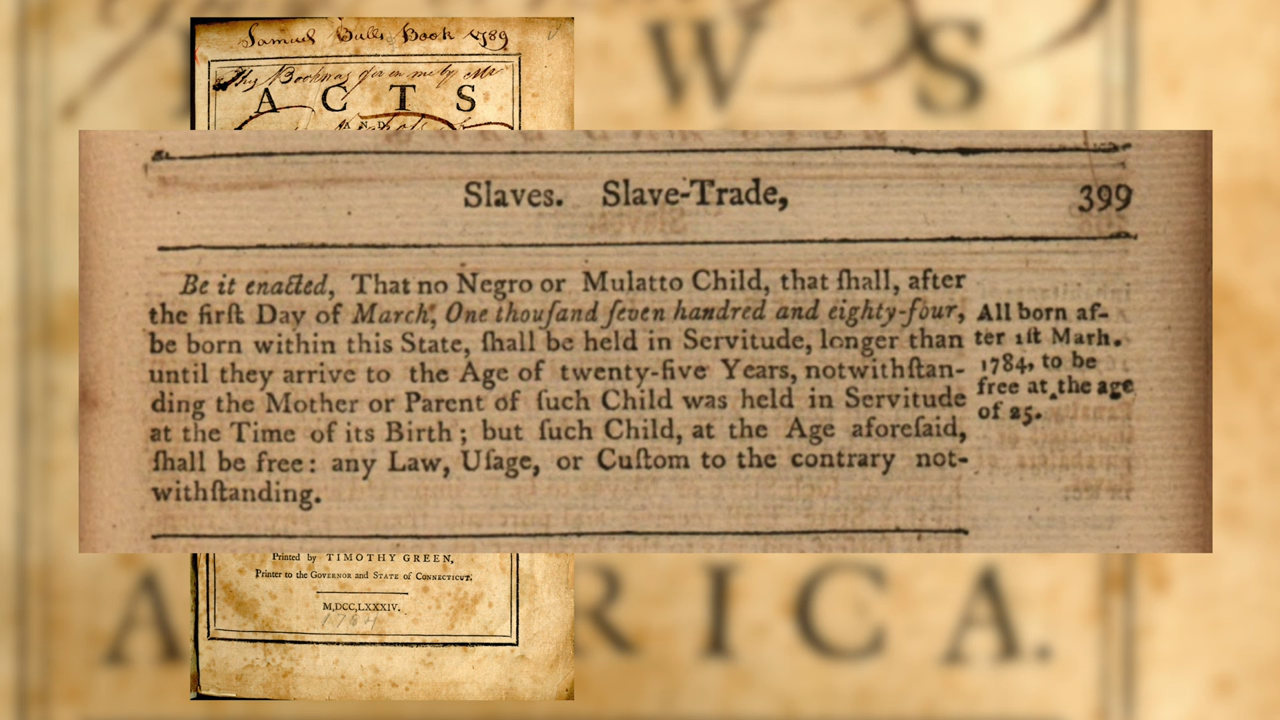 Samuel Bulls Book 1789
This Book was given me by Mr
ACTS
AND
Slaves. Slave-Trade,
399
Be it enacted, That no Negro or Mulatto Child, that ſhall, after
the firſt Day of March, One thouſand ſeven hundred and eighty-four,
be born within this State, ſhall be held in Servitude, longer than
until they arrive to the Age of twenty-five Years, notwithſtan-
ding the Mother or Parent of ſuch Child was held in Servitude
at the Time of its Birth; but ſuch Child, at the Age aforeſaid,
ſhall be free: any Law, Uſage, or Cuſtom to the contrary not-
withſtanding.
All born af-
ter 1ſt Marh.
1784, to be
free at the age
of 25.
Printed by TIMOTHY GREEN,
Printer to the GOVERNOR and STATE of CONNECTICUT.
M,DCC,LXXXIV.
1784
W S
A R I C A.